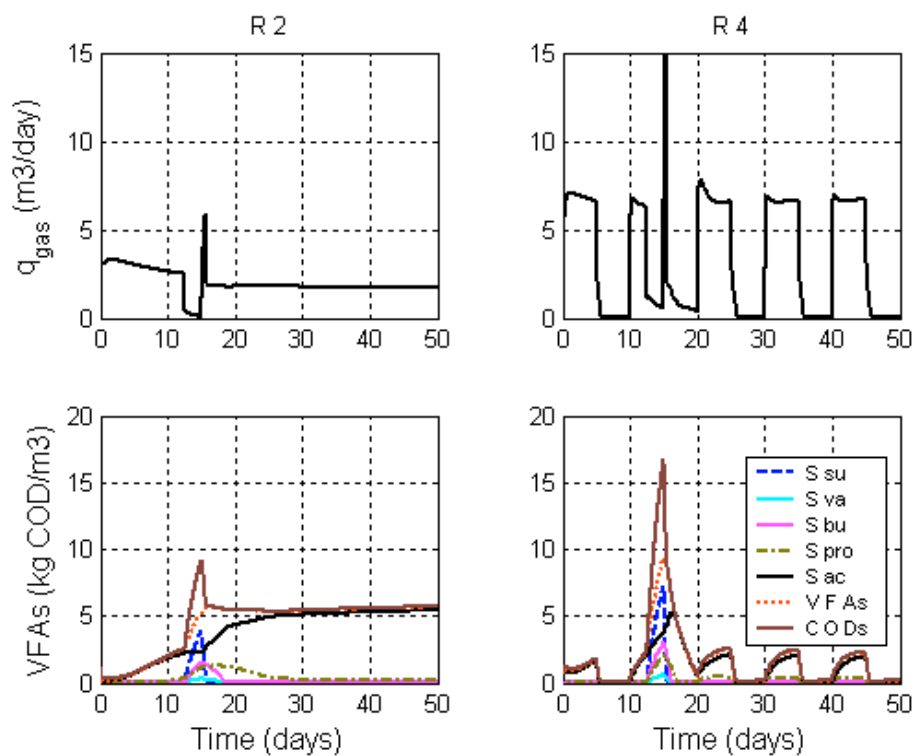 R 2
R 4
q gas (m3/day)
15
10
5
0
0 10 20 30 40 50
15
10
5
0
0 10 20 30 40 50
VFAs (kg COD/m3)
20
15
10
5
0
0 10 20 30 40 50
Time (days)
20
15
10
5
0
0 10 20 30 40 50
Time (days)
S su
S va
S bu
S pro
S ac
V F As
C O Ds